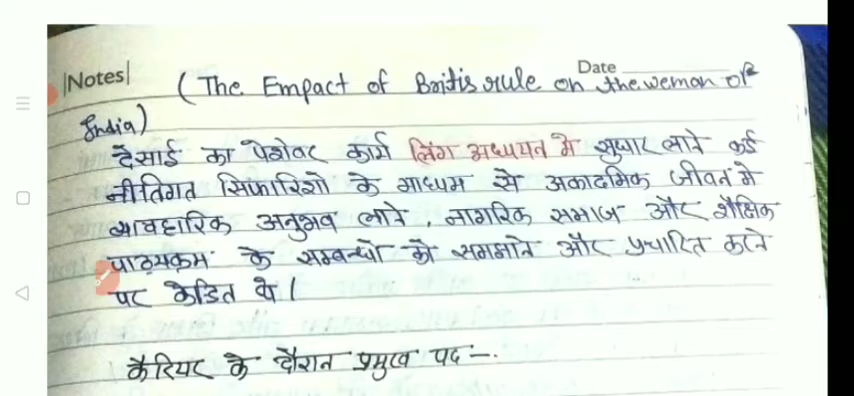 |Notes|
Date
(The Empact of Britis rule on the weman of
India)
देसाई का पेशेवर कार्य लिंग अध्ययन मे सुधार लाने कई
नीतिगत सिफारिशो के माध्यम से अकादमिक जीवन मे
व्यावहारिक अनुभव लाने, नागरिक समाज और शैक्षिक
पाठ्यक्रम के सम्बन्धो को समझाने और प्रचारित करने
पर केन्द्रित थे।
कैरियर के दौरान प्रमुख पद –.